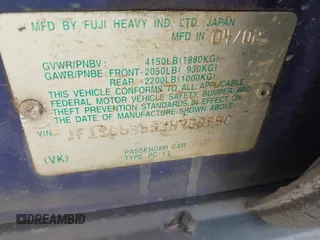 MFD BY FUJI HEAVY IND. LTD. JAPAN
MFD IN 04/02
GVWR/PNBV : 4150LB(1880KG)
GAWR/PNBE: FRONT-2050LB( 930KG)
REAR -2200LB(1000KG)
THIS VEHICLE CONFORMS TO ALL APPLICABLE
FEDERAL MOTOR VEHICLE SAFETY, BUMPER AND
THEFT PREVENTION STANDARDS IN EFFECT ON
THE DATE OF MANUFACTURE SHOWN ABOVE.
VIN:
(VK)
PASSENGER CAR
TYPE PC/VT
DREAMBID